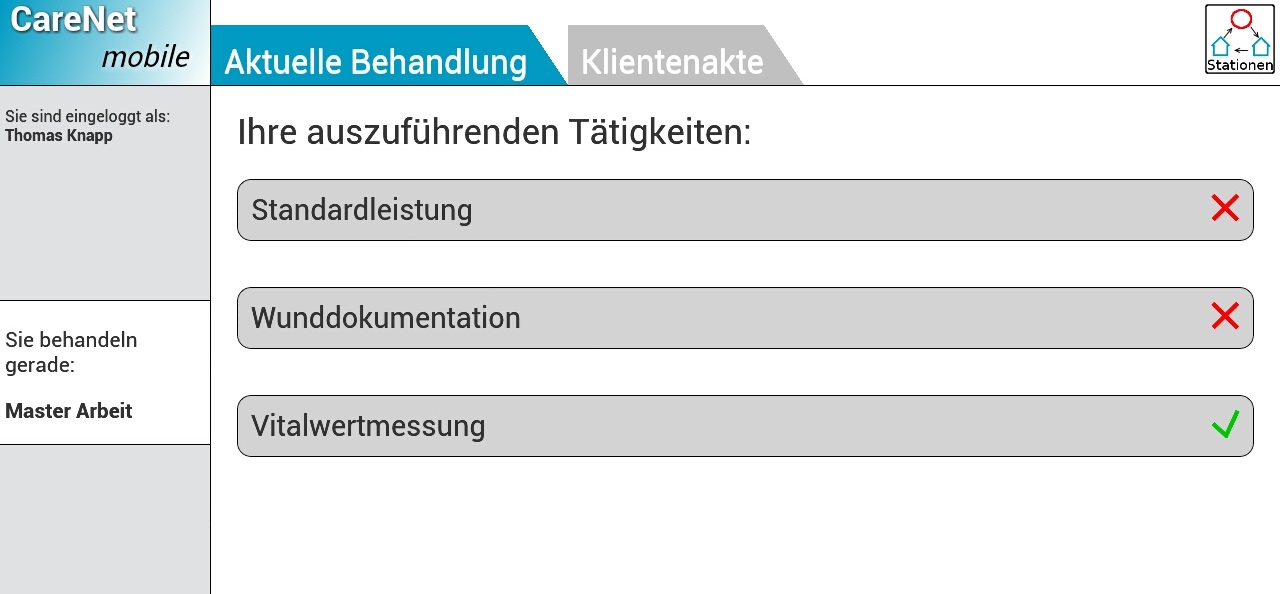 CareNet
mobile
Aktuelle Behandlung
Klientenakte
Stationen
Sie sind eingeloggt als:
Thomas Knapp
Sie behandeln
gerade:
Master Arbeit
Ihre auszuführenden Tätigkeiten:
Standardleistung
Wunddokumentation
Vitalwertmessung